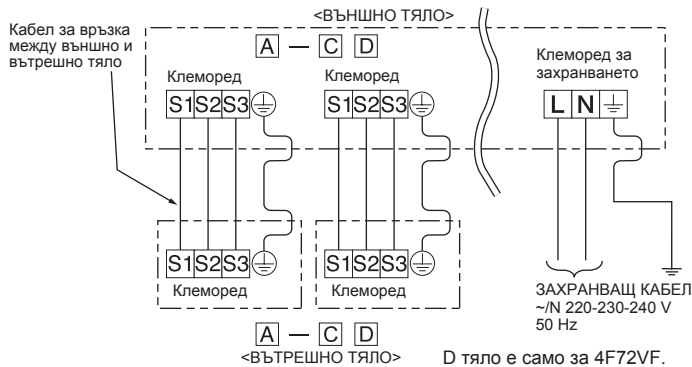 <ВЪНШНО ТЯЛО>
Кабел за връзка
между външно и
вътрешно тяло
A — C D
Клеморед
Клеморед
Клеморед за
захранването
S1 S2 S3
S1 S2 S3
L N
S1 S2 S3
S1 S2 S3
Клеморед
Клеморед
ЗАХРАНВАЩ КАБЕЛ
~/N 220-230-240 V
50 Hz
A — C D
<ВЪТРЕШНО ТЯЛО>
D тяло е само за 4F72VF.